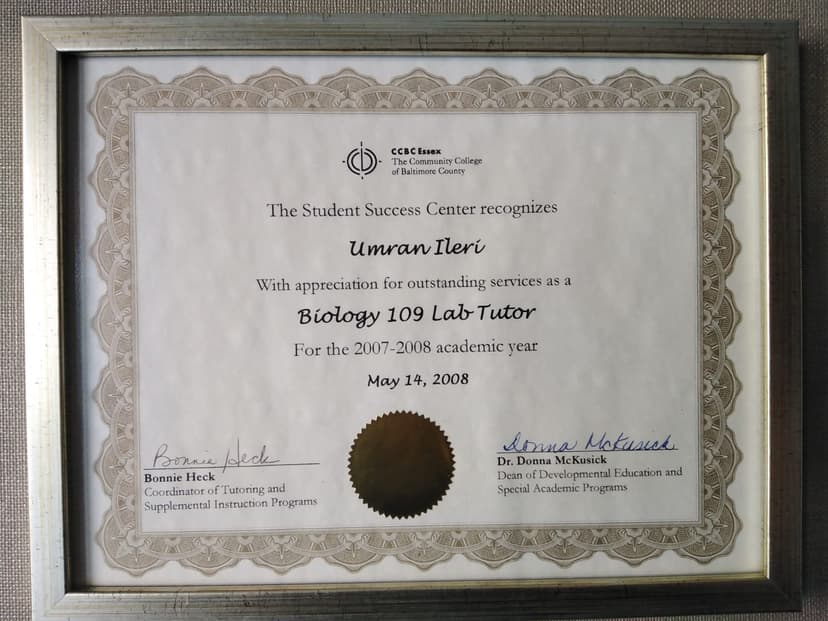 CCBC Essex
The Community College
of Baltimore County
The Student Success Center recognizes
Umran Ileri
With appreciation for outstanding services as a
Biology 109 Lab Tutor
For the 2007-2008 academic year
May 14, 2008
Bonnie Heck
Bonnie Heck
Coordinator of Tutoring and
Supplemental Instruction Programs
Donna McKusick
Dr. Donna McKusick
Dean of Developmental Education and
Special Academic Programs